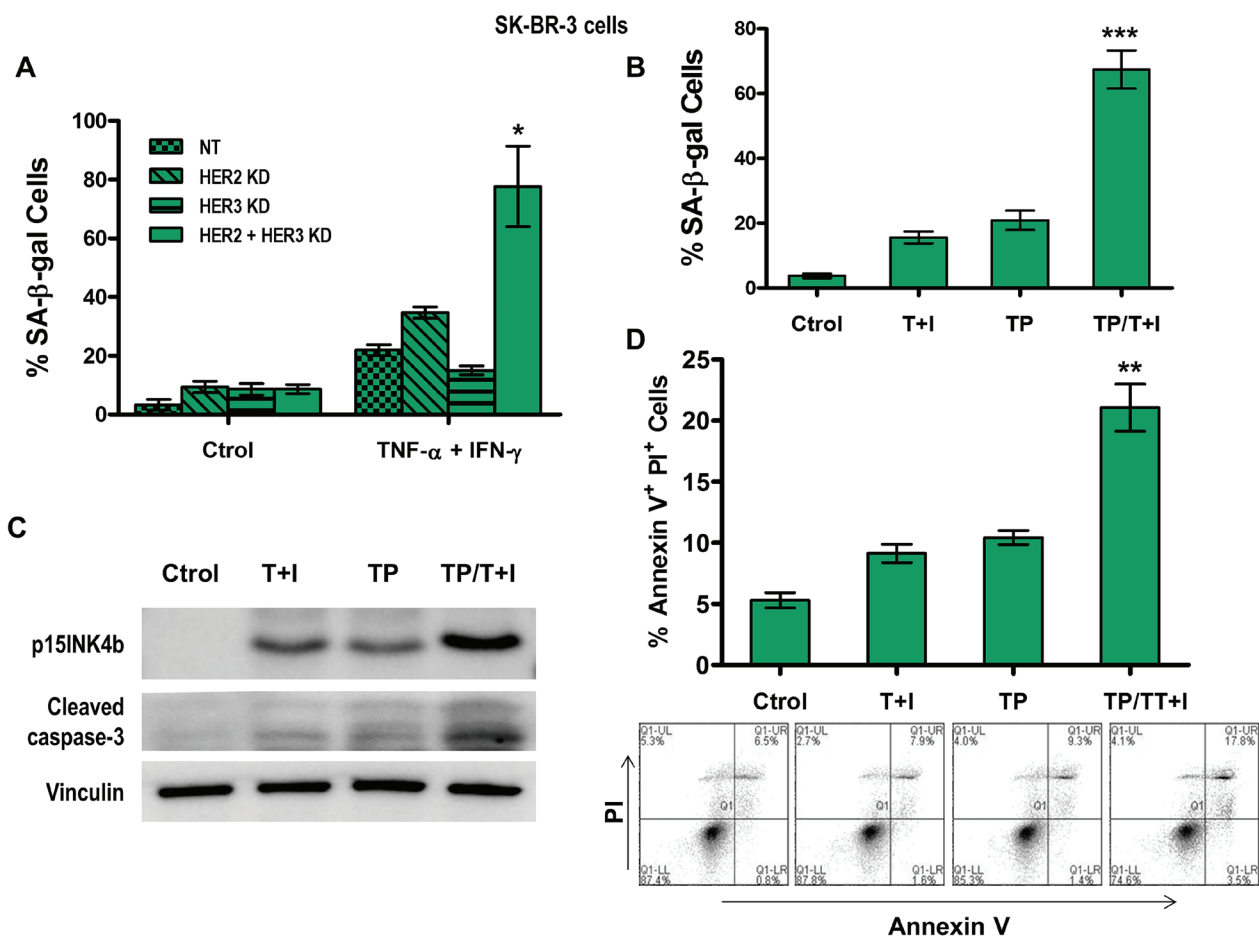 SK-BR-3 cells
A
% SA-β-gal Cells
100
80
60
40
20
0
NT
HER2 KD
HER3 KD
HER2 + HER3 KD
*
Ctrol
TNF-α + IFN-γ
B
% SA-β-gal Cells
80
60
40
20
0
***
Ctrol
T+I
TP
TP/T+I
C
Ctrol
T+I
TP
TP/T+I
p15INK4b
Cleaved
caspase-3
Vinculin
D
% Annexin V⁺ PI⁺ Cells
25
20
15
10
5
0
**
Ctrol
T+I
TP
TP/TT+I
PI
Q1-UL
5.3%
Q1-UR
6.5%
Q1
Q1-LL
87.4%
Q1-LR
0.8%
Q1-UL
2.7%
Q1-UR
7.9%
Q1
Q1-LL
87.8%
Q1-LR
1.6%
Q1-UL
4.0%
Q1-UR
9.3%
Q1
Q1-LL
85.3%
Q1-LR
1.4%
Q1-UL
4.1%
Q1-UR
17.8%
Q1
Q1-LL
74.6%
Q1-LR
3.5%
Annexin V